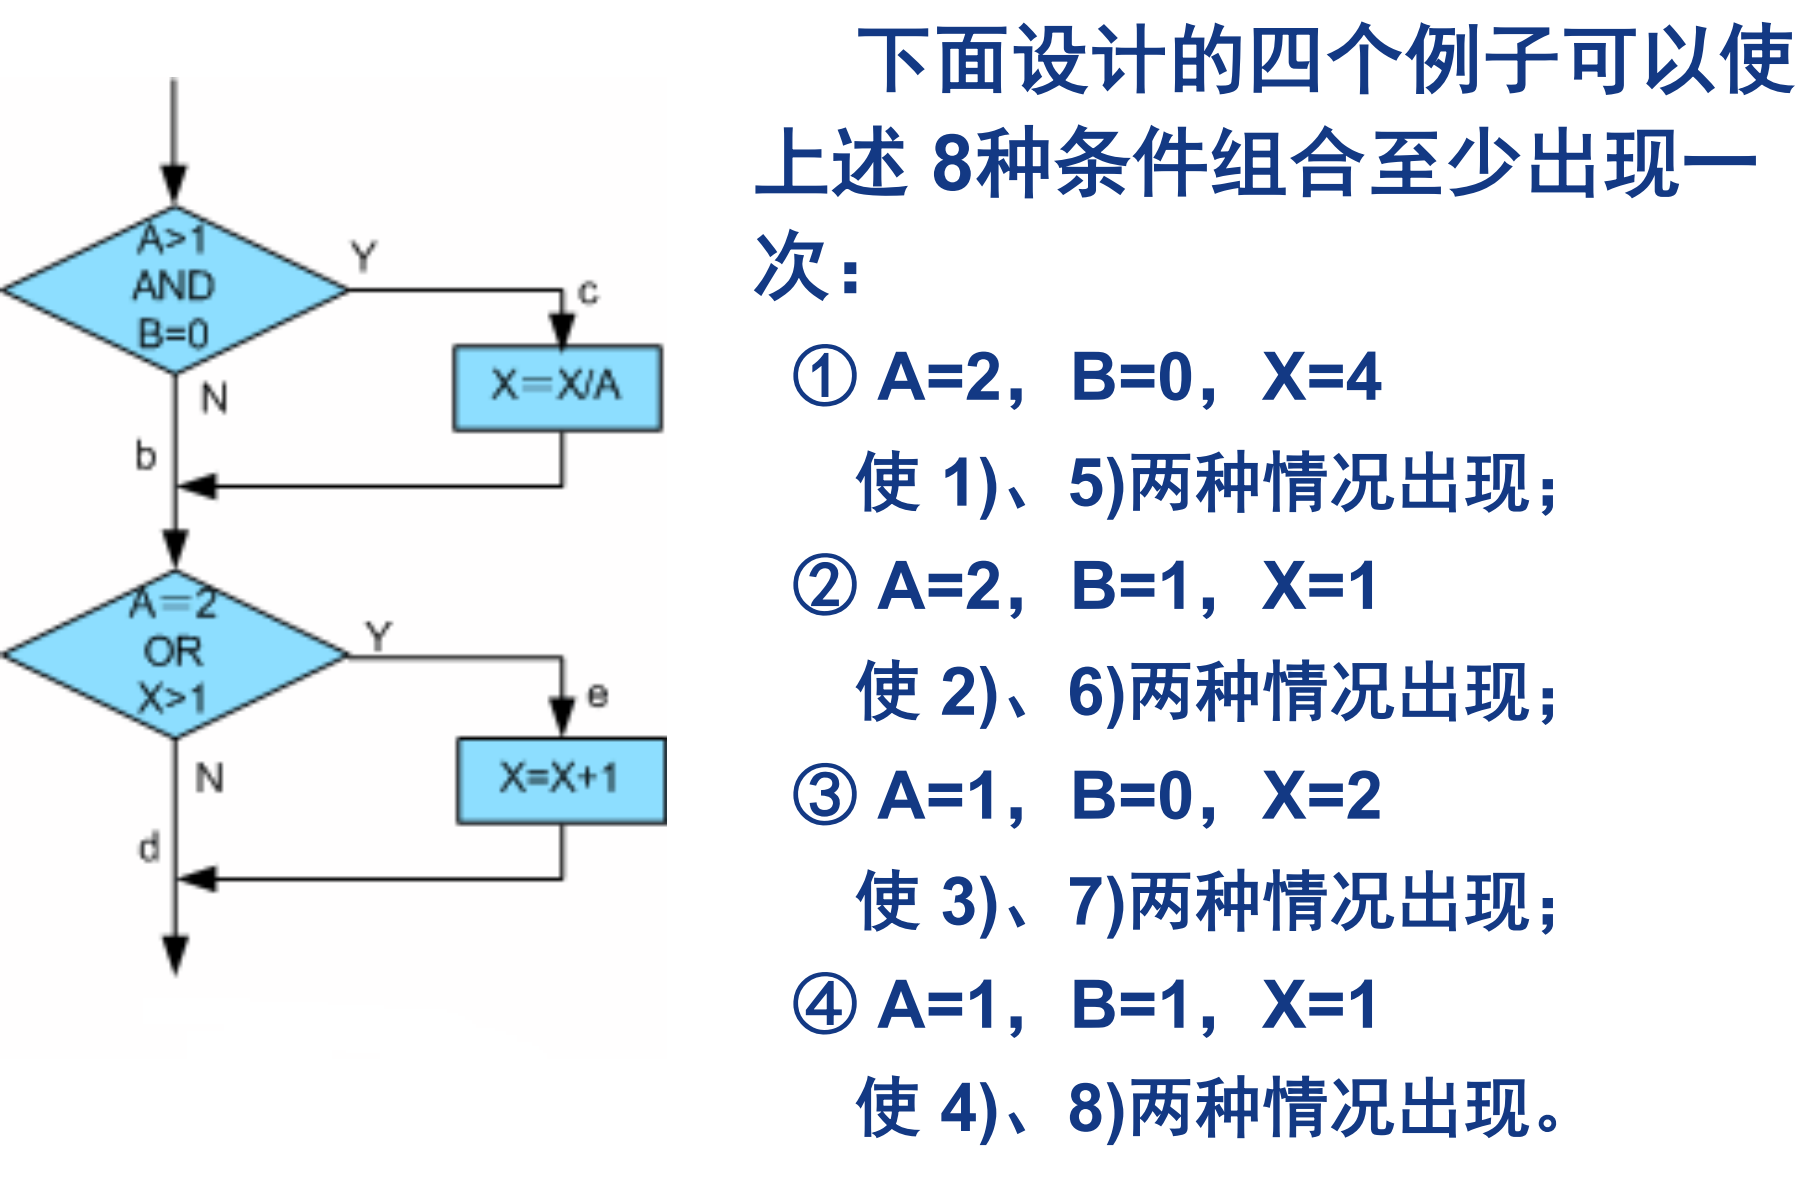 A>1
AND
B=0
Y
c
X＝X/A
N
b
A＝2
OR
X>1
Y
e
X=X+1
N
d
下面设计的四个例子可以使
上述 8种条件组合至少出现一
次：
① A=2，B=0，X=4
使 1)、5)两种情况出现；
② A=2，B=1，X=1
使 2)、6)两种情况出现；
③ A=1，B=0，X=2
使 3)、7)两种情况出现；
④ A=1，B=1，X=1
使 4)、8)两种情况出现。